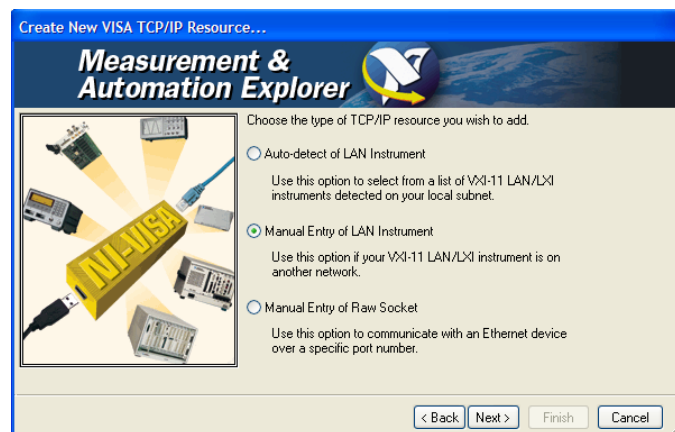 Create New VISA TCP/IP Resource...
Measurement &
Automation Explorer
Choose the type of TCP/IP resource you wish to add.
Auto-detect of LAN Instrument
Use this option to select from a list of VXI-11 LAN/LXI
instruments detected on your local subnet.
Manual Entry of LAN Instrument
Use this option if your VXI-11 LAN/LXI instrument is on
another network.
Manual Entry of Raw Socket
Use this option to communicate with an Ethernet device
over a specific port number.
NI-VISA
< Back
Next >
Finish
Cancel